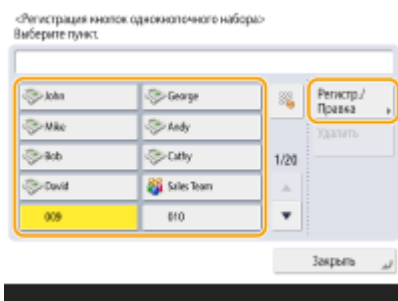 <Регистрация кнопок однокнопочного набора>
Выберите пункт.
John
George
Регистр./
Правка
Mike
Andy
Удалить
Bob
Cathy
1/20
David
Sales Team
009
010
Закрыть